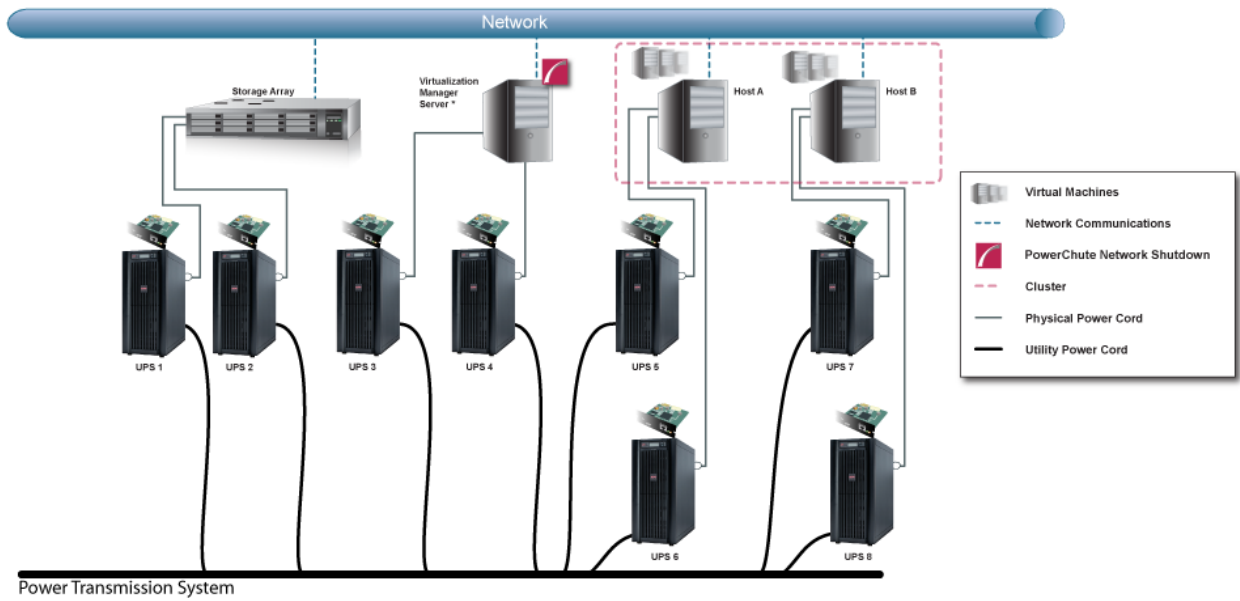 Network
Storage Array
Virtualization
Manager
Server *
Host A
Host B
Virtual Machines
Network Communications
PowerChute Network Shutdown
Cluster
Physical Power Cord
Utility Power Cord
UPS 1
UPS 2
UPS 3
UPS 4
UPS 5
UPS 7
UPS 6
UPS 8
Power Transmission System